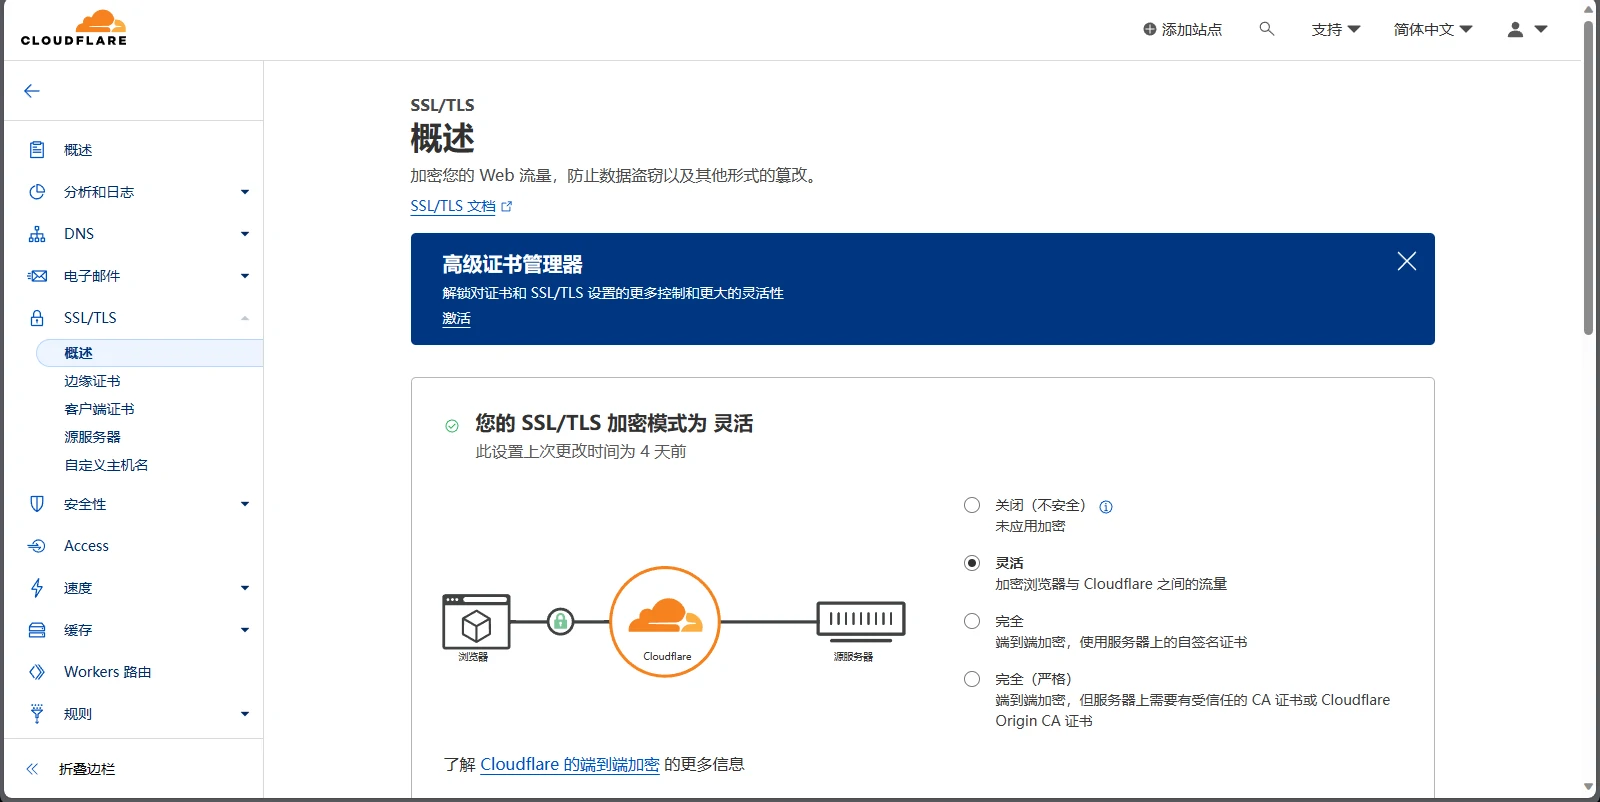 CLOUDFLARE
添加站点
支持
简体中文
概述
分析和日志
DNS
电子邮件
SSL/TLS
概述
边缘证书
客户端证书
源服务器
自定义主机名
安全性
Access
速度
缓存
Workers 路由
规则
折叠边栏
SSL/TLS
概述
加密您的 Web 流量，防止数据盗窃以及其他形式的篡改。
SSL/TLS 文档
高级证书管理器
解锁对证书和 SSL/TLS 设置的更多控制和更大的灵活性
激活
您的 SSL/TLS 加密模式为 灵活
此设置上次更改时间为 4 天前
浏览器
Cloudflare
源服务器
关闭（不安全）
未应用加密
灵活
加密浏览器与 Cloudflare 之间的流量
完全
端到端加密，使用服务器上的自签名证书
完全（严格）
端到端加密，但服务器上需要有受信任的 CA 证书或 Cloudflare
Origin CA 证书
了解 Cloudflare 的端到端加密 的更多信息